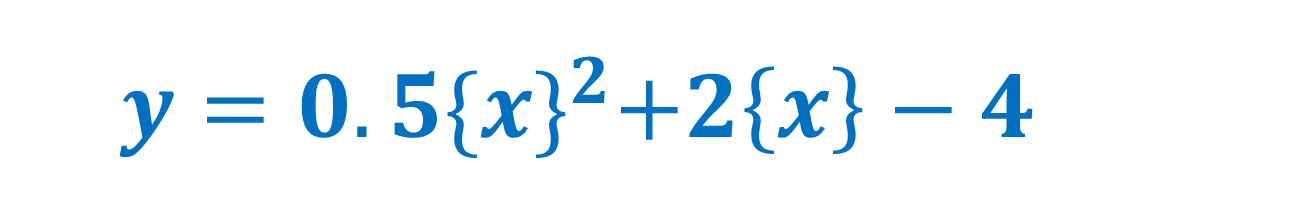 y = 0.5{x}²+2{x} − 4